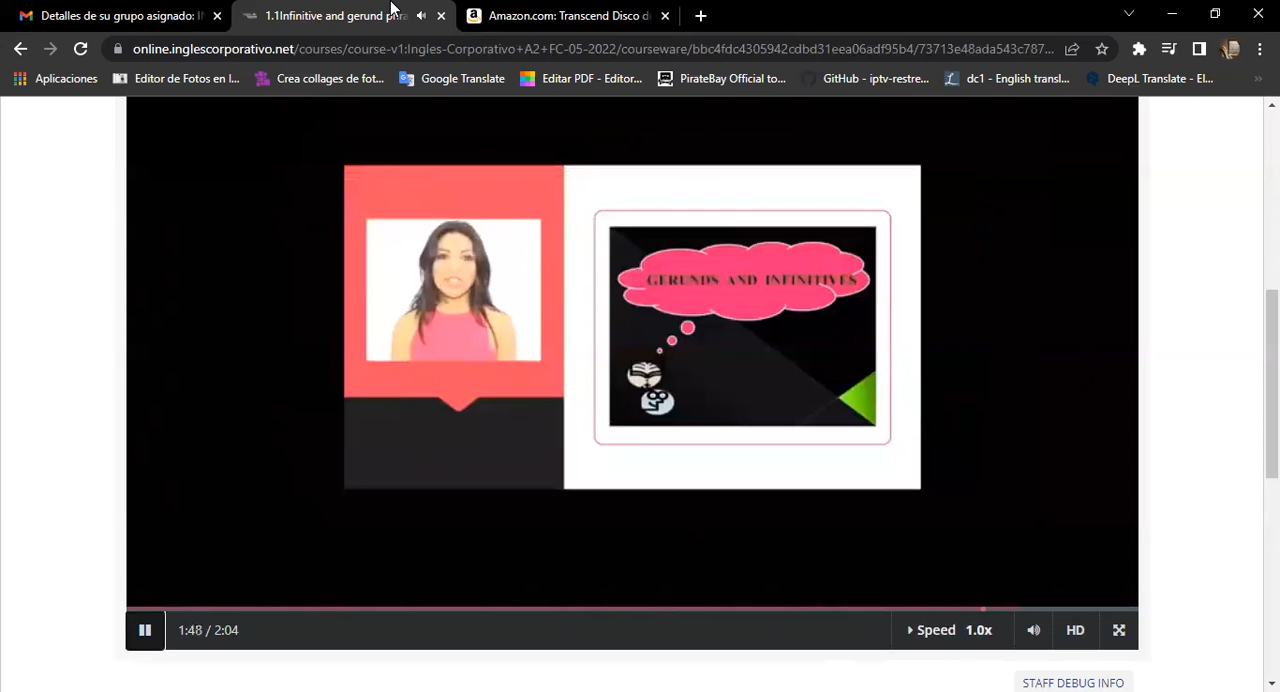 Detalles de su grupo asignado: I
1.1Infinitive and gerund phra
Amazon.com: Transcend Disco d
online.inglescorporativo.net/courses/course-v1:Ingles-Corporativo+A2+FC-05-2022/courseware/bbc4fdc4305942cdbd31eea06adf95b4/73713e48ada543c787...
Aplicaciones
Editor de Fotos en l...
Crea collages de fot...
Google Translate
Editar PDF - Editor...
PirateBay Official to...
GitHub - iptv-restre...
dc1 - English transl...
DeepL Translate - El...
»
GERUNDS AND INFINITIVES
1:48 / 2:04
Speed 1.0x
HD
STAFF DEBUG INFO